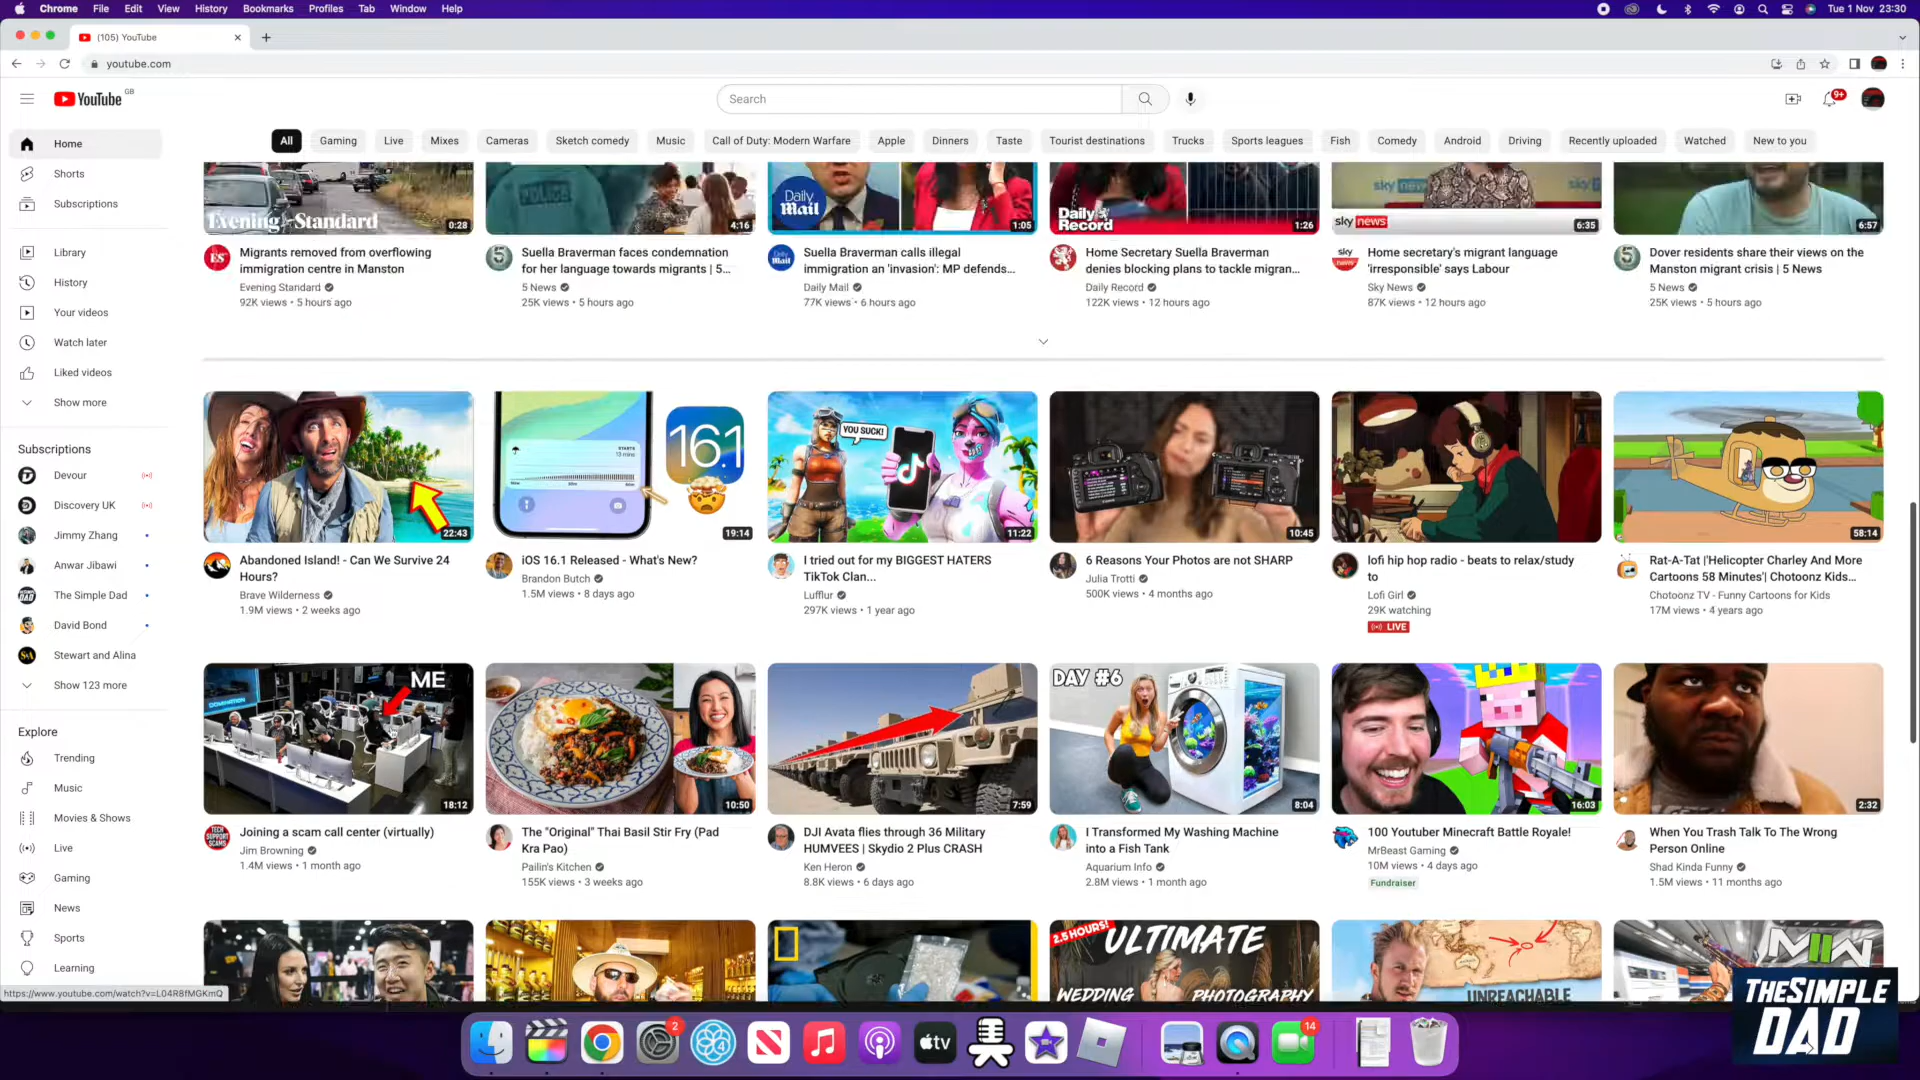 Chrome File Edit View History Bookmarks Profiles Tab Window Help
Tue 1 Nov 23:30
(105) YouTube
youtube.com
YouTube GB
Search
9+
Home
Shorts
Subscriptions
Library
History
Your videos
Watch later
Liked videos
Show more
Subscriptions
Devour
Discovery UK
Jimmy Zhang
Anwar Jibawi
The Simple Dad
David Bond
Stewart and Alina
Show 123 more
Explore
Trending
Music
Movies & Shows
Live
Gaming
News
Sports
Learning
https://www.youtube.com/watch?v=L04R8fMGKmQ
All Gaming Live Mixes Cameras Sketch comedy Music Call of Duty: Modern Warfare Apple Dinners Taste Tourist destinations Trucks Sports leagues Fish Comedy Android Driving Recently uploaded Watched New to you
Evening Standard
0:28
ES
Migrants removed from overflowing
immigration centre in Manston
Evening Standard
92K views • 5 hours ago
POLICE
4:16
5
Suella Braverman faces condemnation
for her language towards migrants | 5...
5 News
25K views • 5 hours ago
Daily
Mail
1:05
Suella Braverman calls illegal
immigration an 'invasion': MP defends...
Daily Mail
77K views • 6 hours ago
Daily
Record
1:26
Home Secretary Suella Braverman
denies blocking plans to tackle migran...
Daily Record
122K views • 12 hours ago
sky news
6:35
sky
news
Home secretary's migrant language
'irresponsible' says Labour
Sky News
87K views • 12 hours ago
6:57
5
Dover residents share their views on the
Manston migrant crisis | 5 News
5 News
25K views • 5 hours ago
22:43
Abandoned Island! - Can We Survive 24
Hours?
Brave Wilderness
1.9M views • 2 weeks ago
STARTS
13 mins
16.1
19:14
iOS 16.1 Released - What's New?
Brandon Butch
1.5M views • 8 days ago
YOU SUCK!
11:22
I tried out for my BIGGEST HATERS
TikTok Clan...
Lufflur
297K views • 1 year ago
10:45
6 Reasons Your Photos are not SHARP
Julia Trotti
500K views • 4 months ago
lofi hip hop radio - beats to relax/study
to
Lofi Girl
29K watching
LIVE
58:14
Rat-A-Tat |'Helicopter Charley And More
Cartoons 58 Minutes'| Chotoonz Kids...
Chotoonz TV - Funny Cartoons for Kids
17M views • 4 years ago
DOMINATION
ME
18:12
TECH
SUPPORT
SCAMS
Joining a scam call center (virtually)
Jim Browning
1.4M views • 1 month ago
10:50
The "Original" Thai Basil Stir Fry (Pad
Kra Pao)
Pailin's Kitchen
155K views • 3 weeks ago
7:59
DJI Avata flies through 36 Military
HUMVEES | Skydio 2 Plus CRASH
Ken Heron
8.8K views • 6 days ago
DAY #6
8:04
I Transformed My Washing Machine
into a Fish Tank
Aquarium Info
2.8M views • 1 month ago
16:03
100 Youtuber Minecraft Battle Royale!
MrBeast Gaming
10M views • 4 days ago
Fundraiser
2:32
When You Trash Talk To The Wrong
Person Online
Shad Kinda Funny
1.5M views • 11 months ago
2.5 HOURS!
ULTIMATE
WEDDING PHOTOGRAPHY
UNREACHABLE
MW
2
4
tv
14
THESIMPLE
DAD